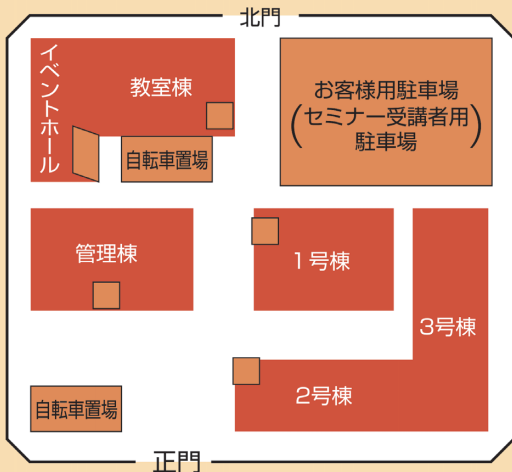 北門
イベントホール
教室棟
自転車置場
お客様用駐車場
(セミナー受講者用)
駐車場
管理棟
1号棟
3号棟
2号棟
自転車置場
正門